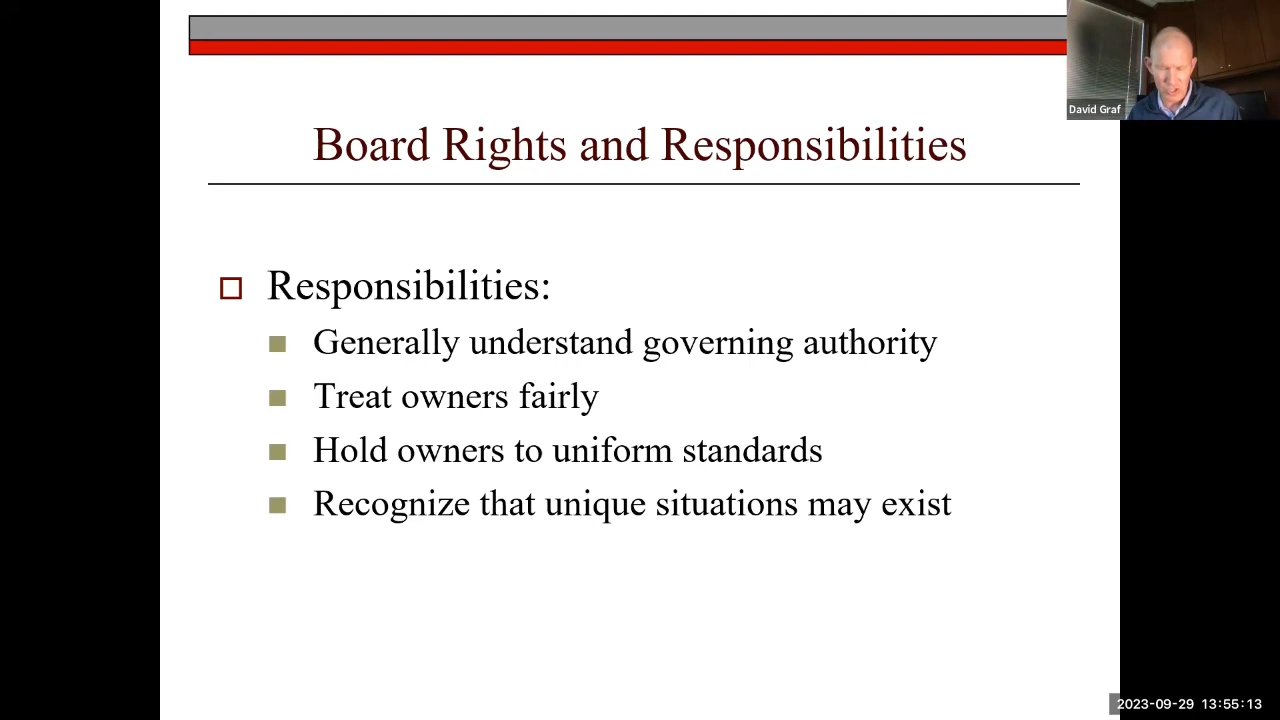 David Graf
Board Rights and Responsibilities
Responsibilities:
Generally understand governing authority
Treat owners fairly
Hold owners to uniform standards
Recognize that unique situations may exist
2023-09-29 13:55:13